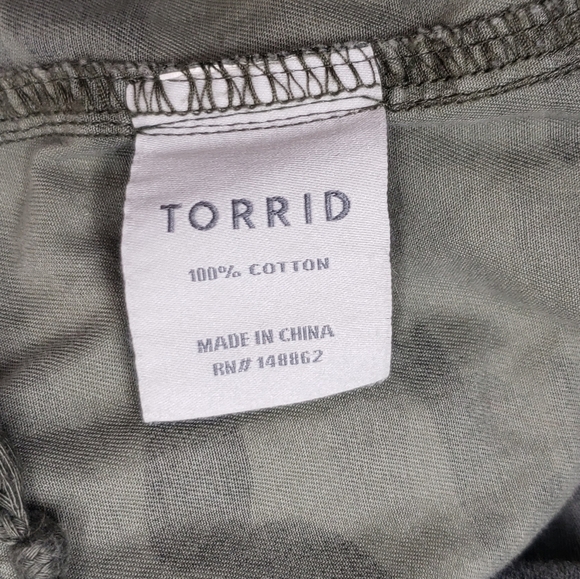 TORRID
100% COTTON
MADE IN CHINA
RN# 148862